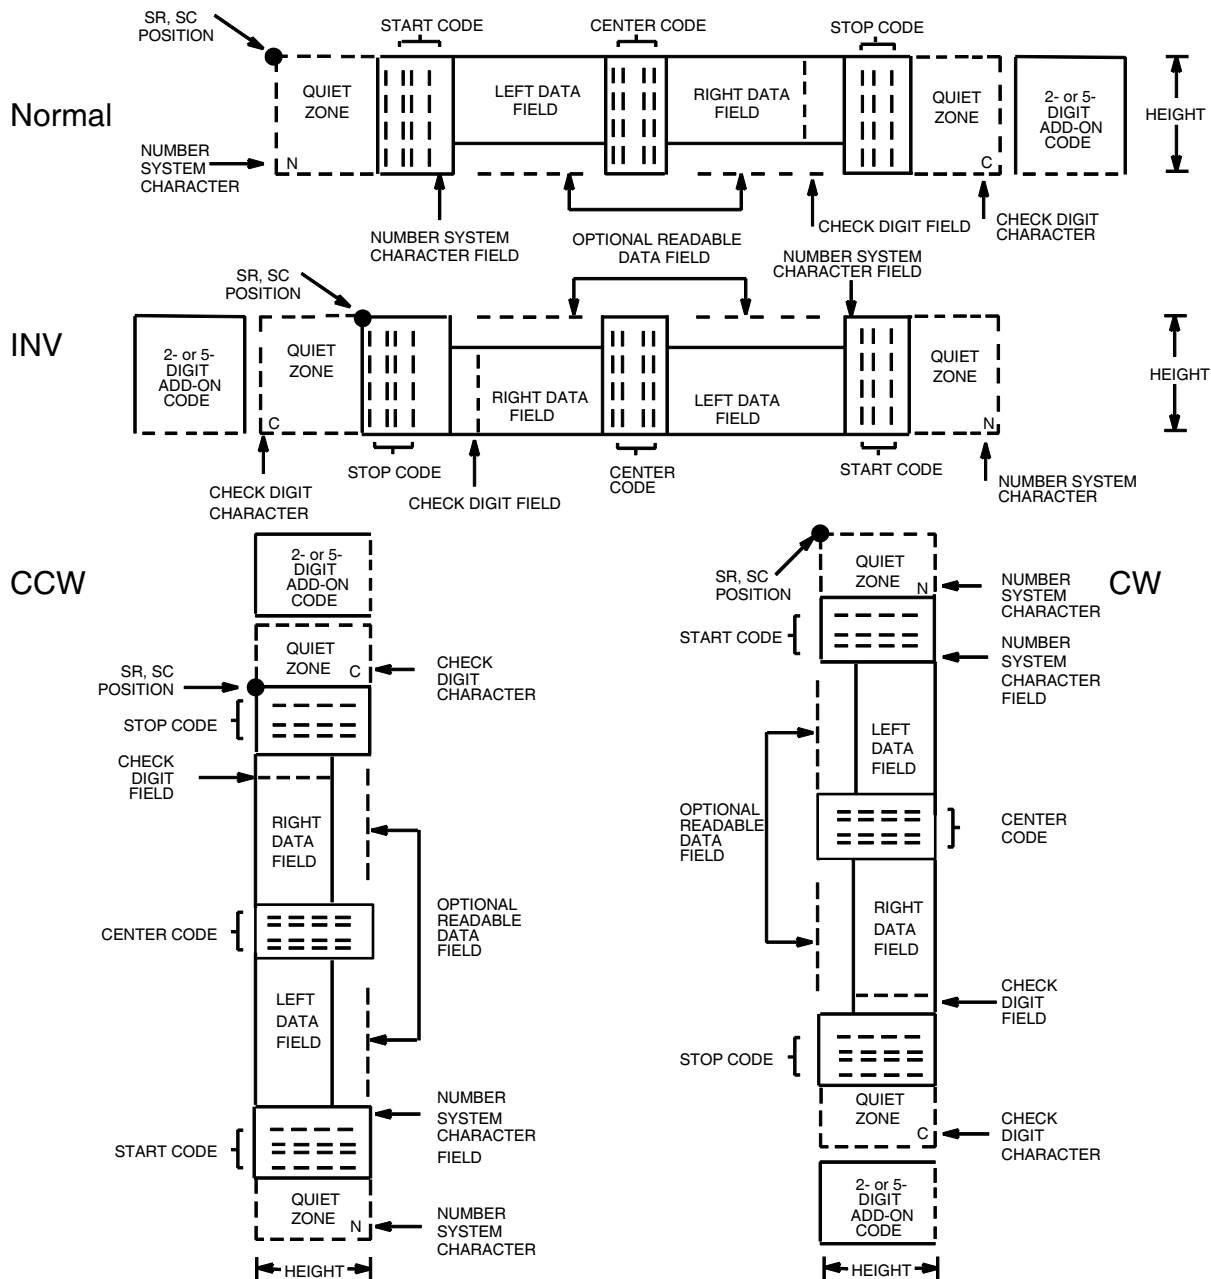 SR, SC
POSITION
START CODE
CENTER CODE
STOP CODE
Normal
QUIET
ZONE
LEFT DATA
FIELD
RIGHT DATA
FIELD
QUIET
ZONE
2- or 5-
DIGIT
ADD-ON
CODE
HEIGHT
NUMBER
SYSTEM
CHARACTER
N
C
NUMBER SYSTEM
CHARACTER FIELD
OPTIONAL READABLE
DATA FIELD
CHECK DIGIT FIELD
CHECK DIGIT
CHARACTER
NUMBER SYSTEM
CHARACTER FIELD
SR, SC
POSITION
INV
2- or 5-
DIGIT
ADD-ON
CODE
QUIET
ZONE
C
RIGHT DATA
FIELD
LEFT DATA
FIELD
QUIET
ZONE
N
HEIGHT
STOP CODE
CENTER
CODE
START CODE
CHECK DIGIT
CHARACTER
CHECK DIGIT FIELD
NUMBER SYSTEM
CHARACTER
CCW
2- or 5-
DIGIT
ADD-ON
CODE
QUIET
ZONE
C
CHECK
DIGIT
CHARACTER
SR, SC
POSITION
STOP CODE
CHECK
DIGIT
FIELD
RIGHT
DATA
FIELD
OPTIONAL
READABLE
DATA
FIELD
CENTER CODE
LEFT
DATA
FIELD
NUMBER
SYSTEM
CHARACTER
FIELD
START CODE
QUIET
ZONE
N
NUMBER
SYSTEM
CHARACTER
HEIGHT
CW
SR, SC
POSITION
QUIET
ZONE
N
NUMBER
SYSTEM
CHARACTER
START CODE
NUMBER
SYSTEM
CHARACTER
FIELD
LEFT
DATA
FIELD
OPTIONAL
READABLE
DATA
FIELD
CENTER
CODE
RIGHT
DATA
FIELD
CHECK
DIGIT
FIELD
STOP CODE
QUIET
ZONE
C
CHECK
DIGIT
CHARACTER
2- or 5-
DIGIT
ADD-ON
CODE
HEIGHT